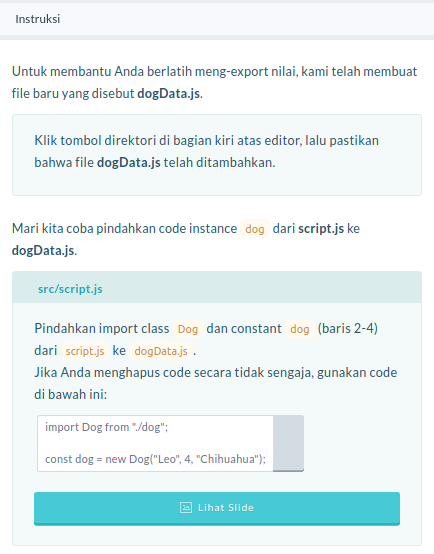 Instruksi
Untuk membantu Anda berlatih meng-export nilai, kami telah membuat
file baru yang disebut dogData.js.
Klik tombol direktori di bagian kiri atas editor, lalu pastikan
bahwa file dogData.js telah ditambahkan.
Mari kita coba pindahkan code instance dog dari script.js ke
dogData.js.
src/script.js
Pindahkan import class Dog dan constant dog (baris 2-4)
dari script.js ke dogData.js .
Jika Anda menghapus code secara tidak sengaja, gunakan code
di bawah ini:
import Dog from "./dog";
const dog = new Dog("Leo", 4, "Chihuahua");
Lihat Slide